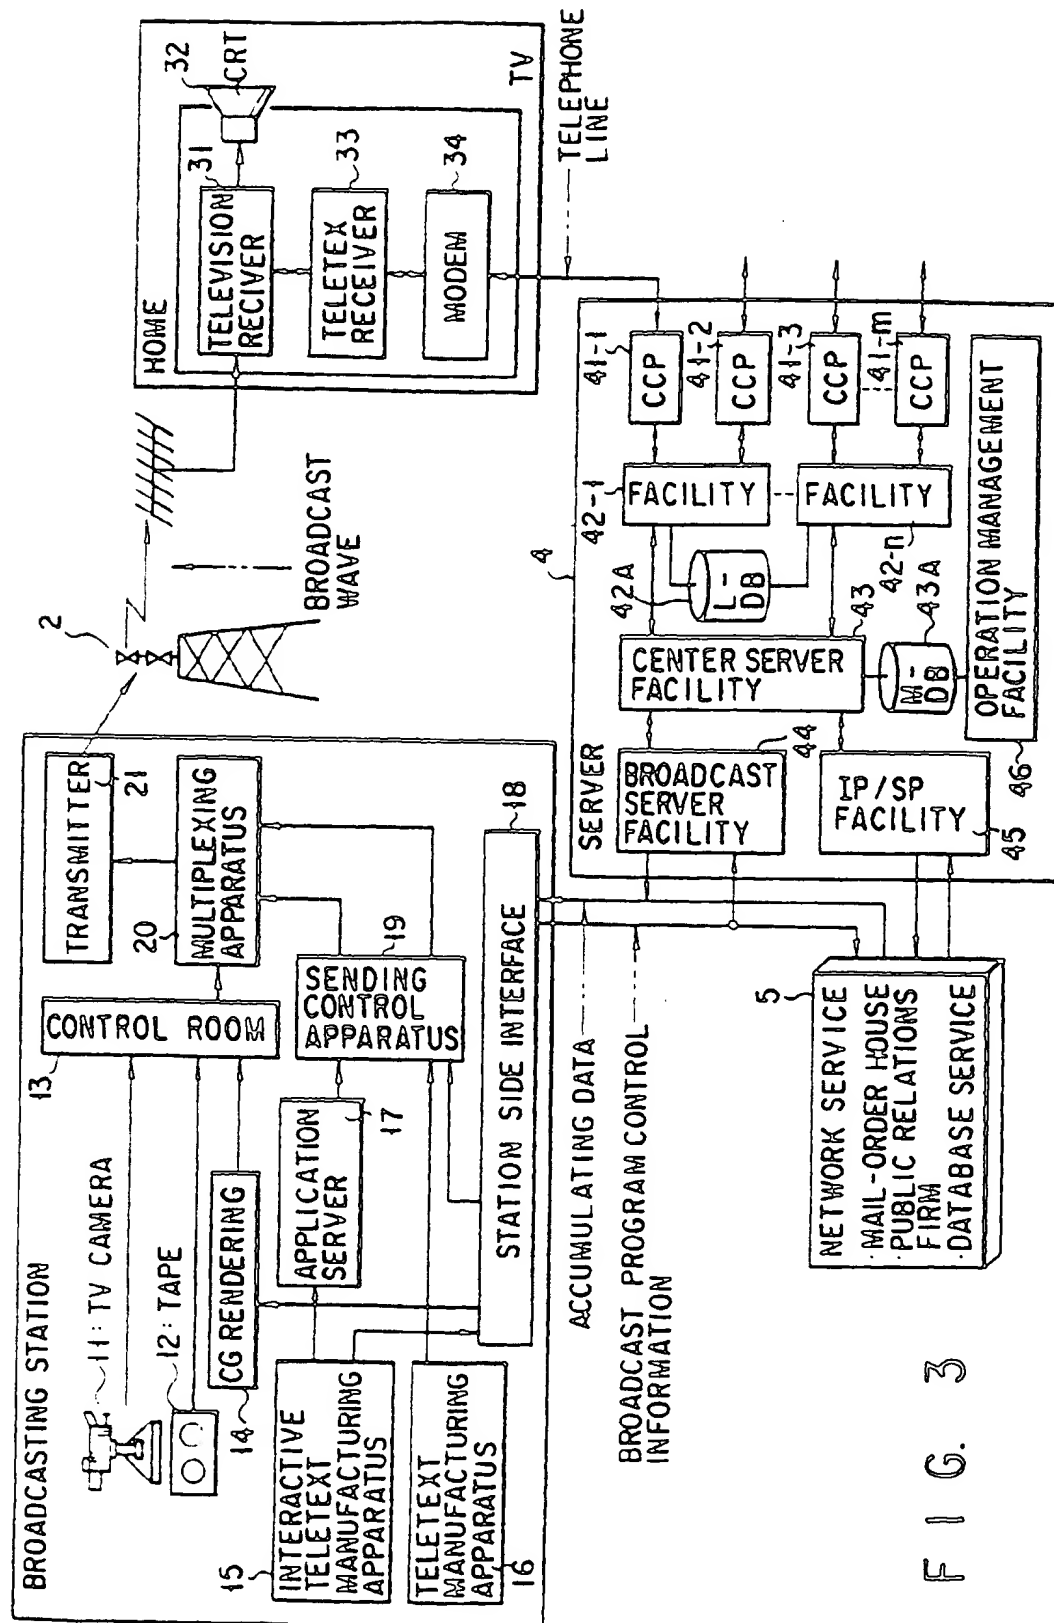 BROADCASTING STATION
11:TV CAMERA
12:TAPE
13
CONTROL ROOM
14
CG RENDERING
15
INTERACTIVE
TELETEXT
MANUFACTURING
APPARATUS
TELETEXT
MANUFACTURING
APPARATUS
16
APPLICATION
SERVER
17
SENDING
CONTROL
APPARATUS
19
20
MULTIPLEXING
APPARATUS
TRANSMITTER
21
STATION SIDE INTERFACE
18
2
BROADCAST
WAVE
HOME
TELEVISION
RECIVER
31
32
CRT
TELETEX
RECEIVER
33
MODEM
34
TV
TELEPHONE
LINE
ACCUMULATING DATA
BROADCAST PROGRAM CONTROL
INFORMATION
5
NETWORK SERVICE
·MAIL-ORDER HOUSE
·PUBLIC RELATIONS
FIRM
·DATABASE SERVICE
SERVER
4
BROADCAST
SERVER
FACILITY
44
IP/SP
FACILITY
45
CENTER SERVER
FACILITY
43
42A
L-
DB
M-
DB
43A
42-1
FACILITY
FACILITY
42-n
CCP
41-1
CCP
41-2
CCP
41-3
CCP
41-m
46
OPERATION MANAGEMENT
FACILITY
FIG. 3